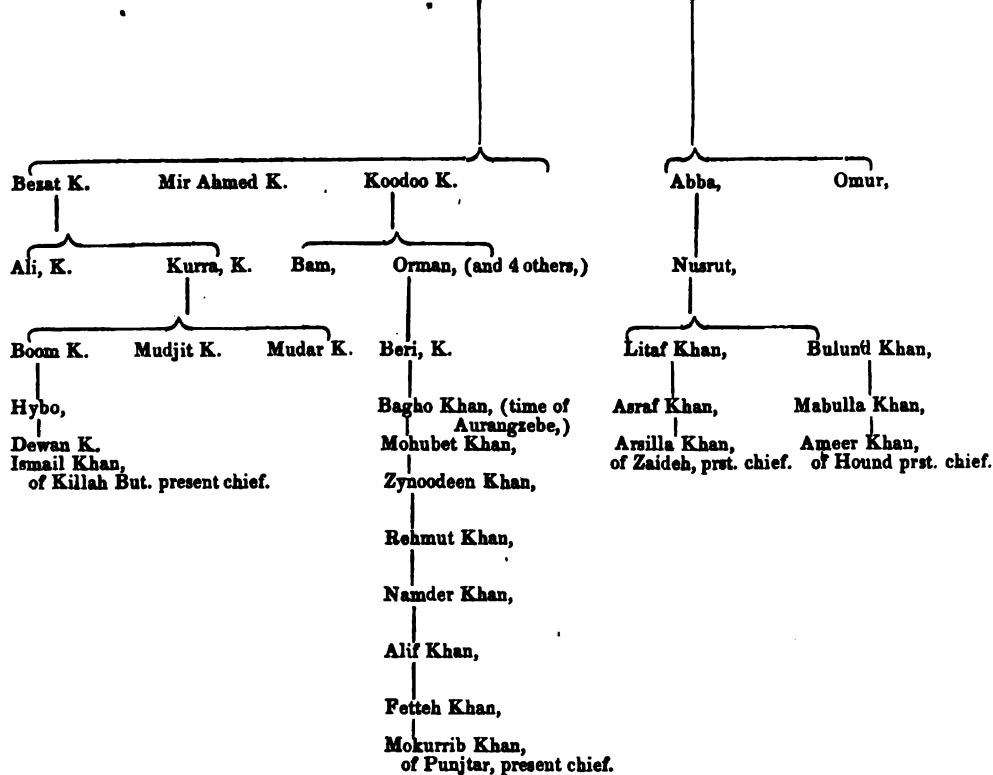 Bezat K. Mir Ahmed K. Koodoo K. Abba, Omur,
Ali, K. Kurra, K. Bam, Orman, (and 4 others,) Nusrut,
Boom K. Mudjit K. Mudar K. Beri, K. Litaf Khan, Bulund Khan,
Hybo, Bagho Khan, (time of Asraf Khan, Mabulla Khan,
Aurangzebe,)
Dewan K. Mohubet Khan, Arsilla Khan, Ameer Khan,
Ismail Khan, of Zaideh, prst. chief. of Hound prst. chief.
of Killah But. present chief. Zynoodeen Khan,
Rehmut Khan,
Namder Khan,
Alif Khan,
Fetteh Khan,
Mokurrib Khan,
of Punjtar, present chief.